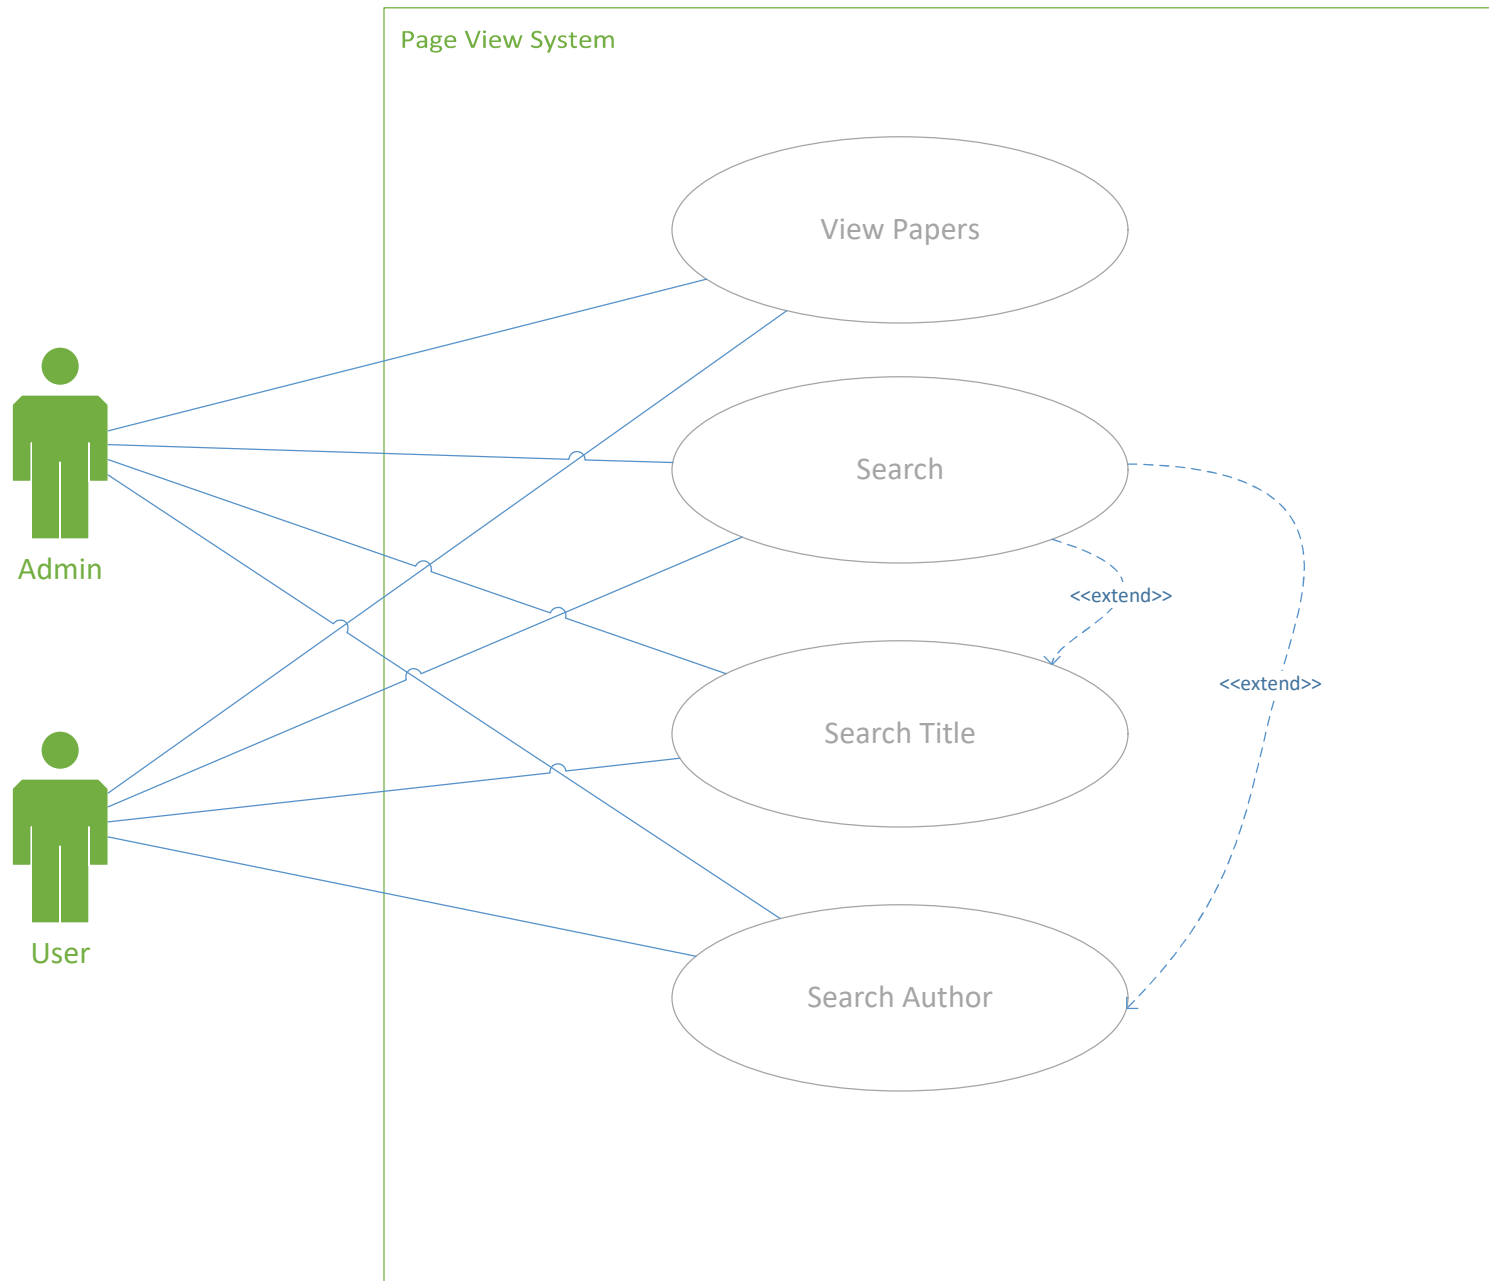 Page View System
View Papers
Search
Admin
<<extend>>
<<extend>>
Search Title
User
Search Author